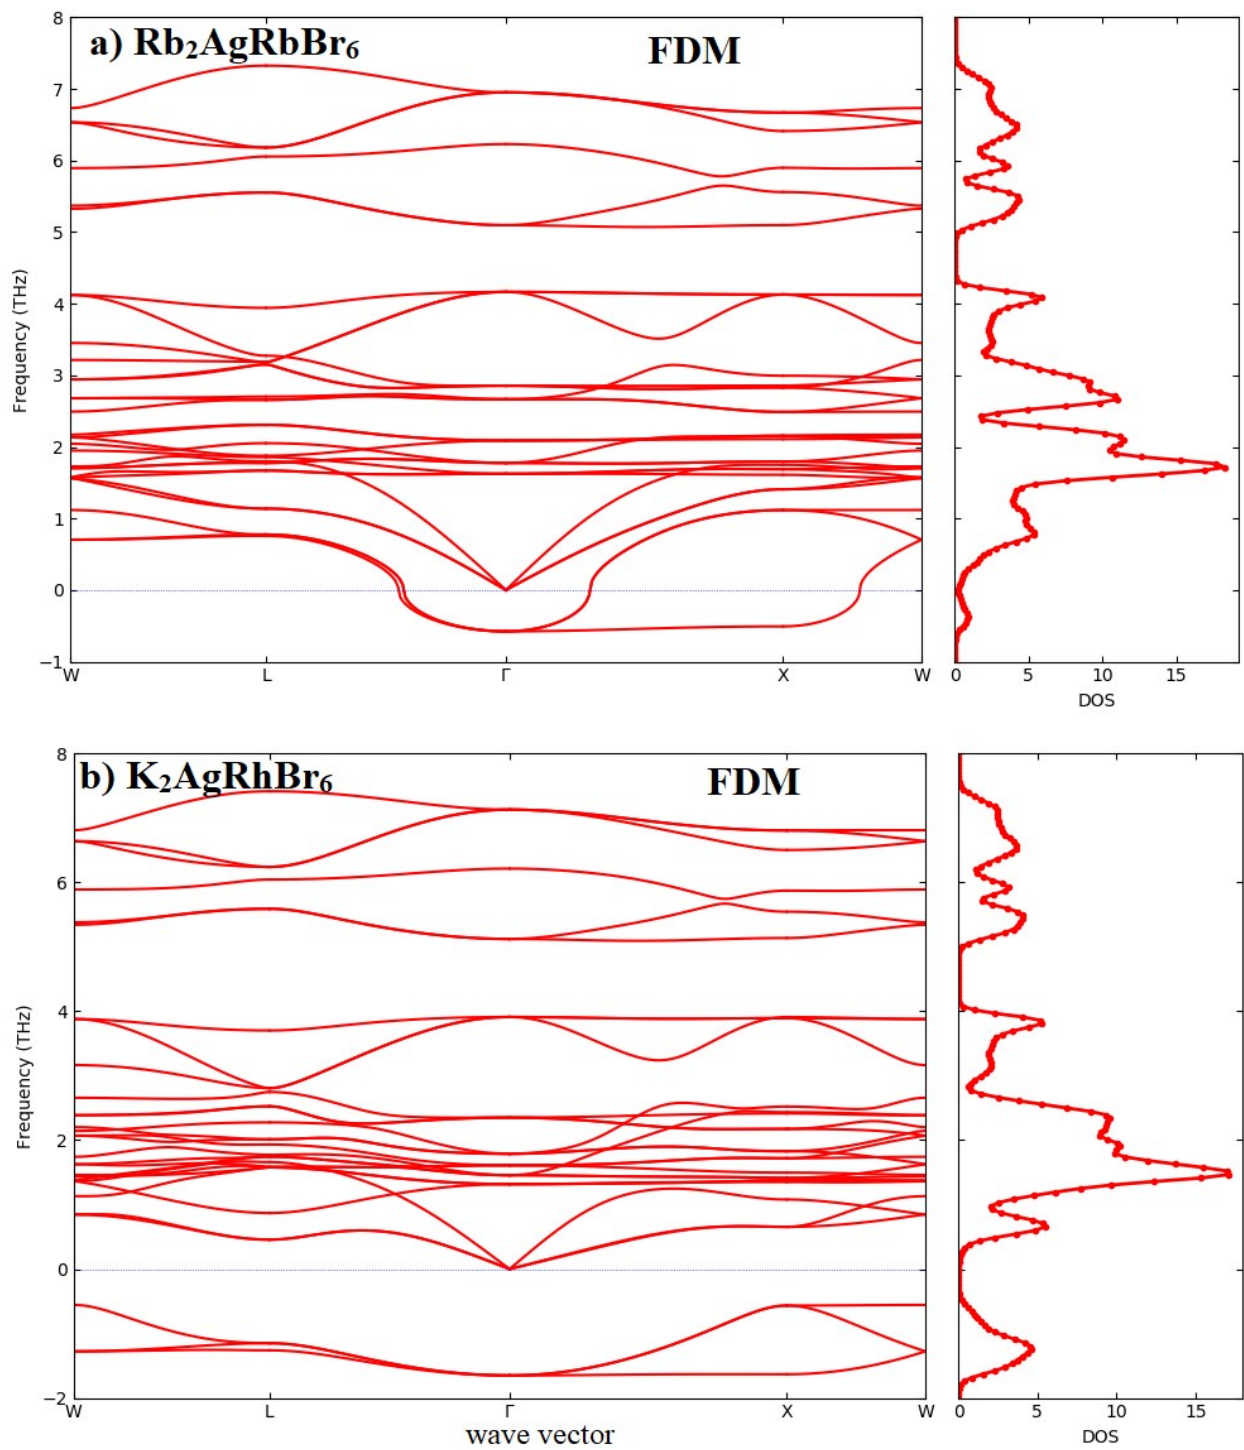 a) Rb₂AgRbBr₆ FDM
8
7
6
5
4
3
2
1
0
−1
Frequency (THz)
W L Γ X W
0 5 10 15
DOS
b) K₂AgRhBr₆ FDM
8
6
4
2
0
−2
Frequency (THz)
W L Γ X W
0 5 10 15
wave vector
DOS